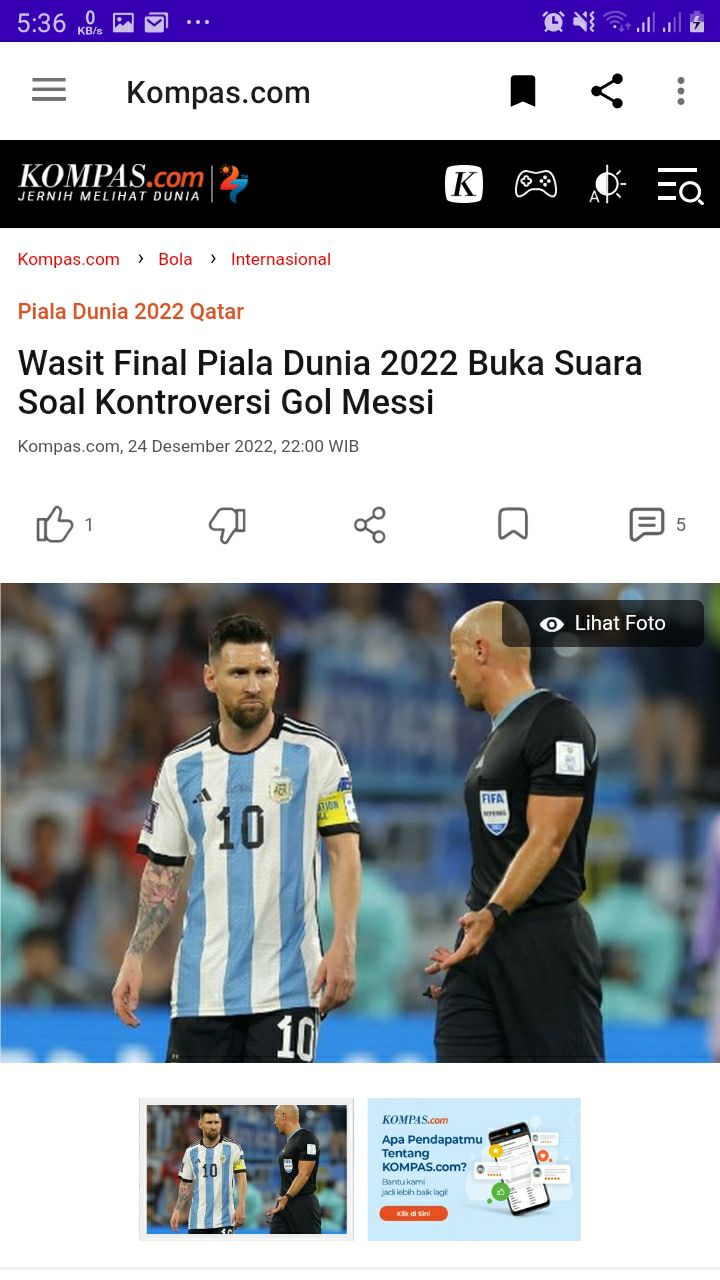 5:36 0 KB/s
Kompas.com
KOMPAS.com
JERNIH MELIHAT DUNIA
K
A
Kompas.com › Bola › Internasional
Piala Dunia 2022 Qatar
Wasit Final Piala Dunia 2022 Buka Suara
Soal Kontroversi Gol Messi
Kompas.com, 24 Desember 2022, 22:00 WIB
1
5
Lihat Foto
10
FIFA
REFEREE
10
10
KOMPAS.com
Apa Pendapatmu
Tentang
KOMPAS.com?
Bantu kami
jadi lebih baik lagi!
Klik di Sini